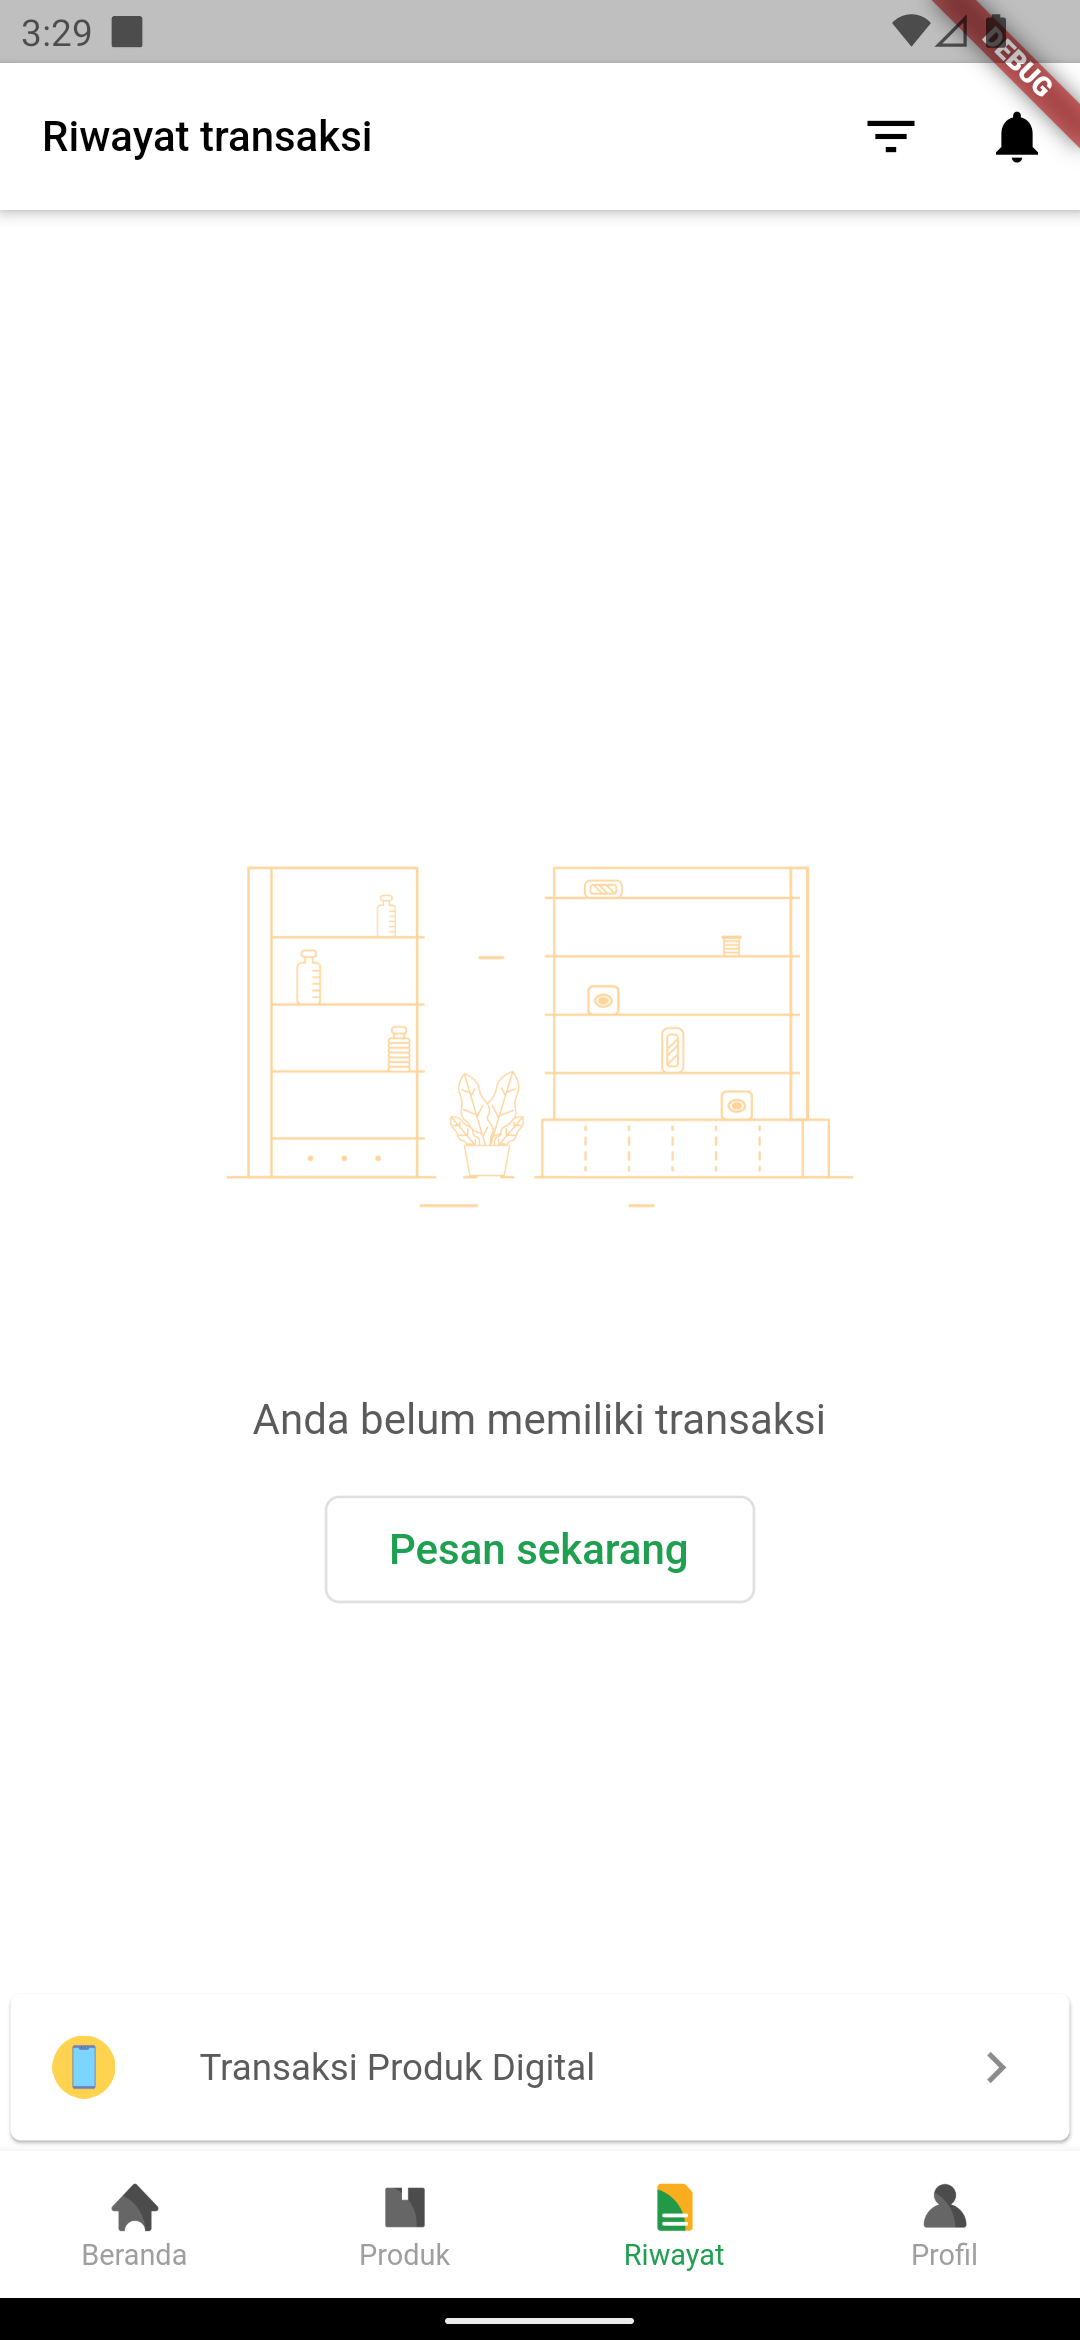 3:29
DEBUG
Riwayat transaksi
Anda belum memiliki transaksi
Pesan sekarang
Transaksi Produk Digital
Beranda
Produk
Riwayat
Profil